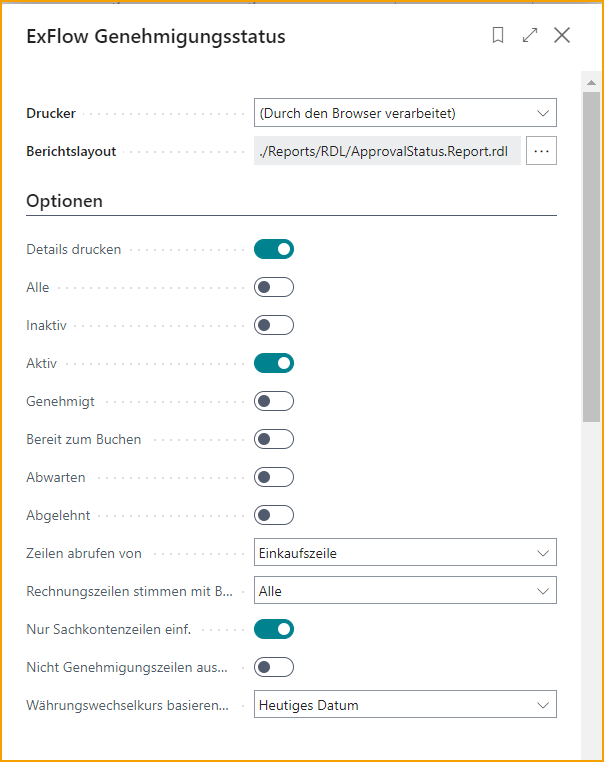 ExFlow Genehmigungsstatus
Drucker (Durch den Browser verarbeitet)
Berichtslayout ./Reports/RDL/ApprovalStatus.Report.rdl ...
Optionen
Details drucken
Alle
Inaktiv
Aktiv
Genehmigt
Bereit zum Buchen
Abwarten
Abgelehnt
Zeilen abrufen von Einkaufszeile
Rechnungszeilen stimmen mit B... Alle
Nur Sachkontenzeilen einf.
Nicht Genehmigungszeilen aus...
Währungswechselkurs basieren... Heutiges Datum